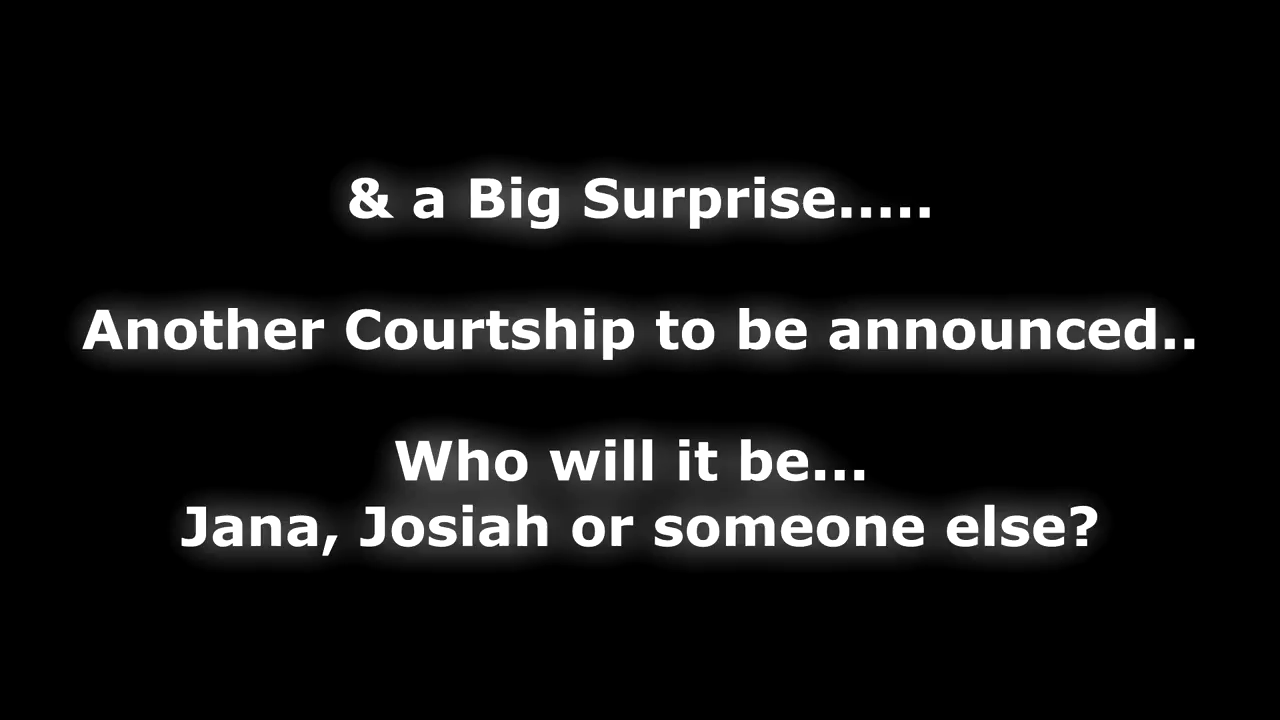 & a Big Surprise.....
Another Courtship to be announced..
Who will it be...
Jana, Josiah or someone else?